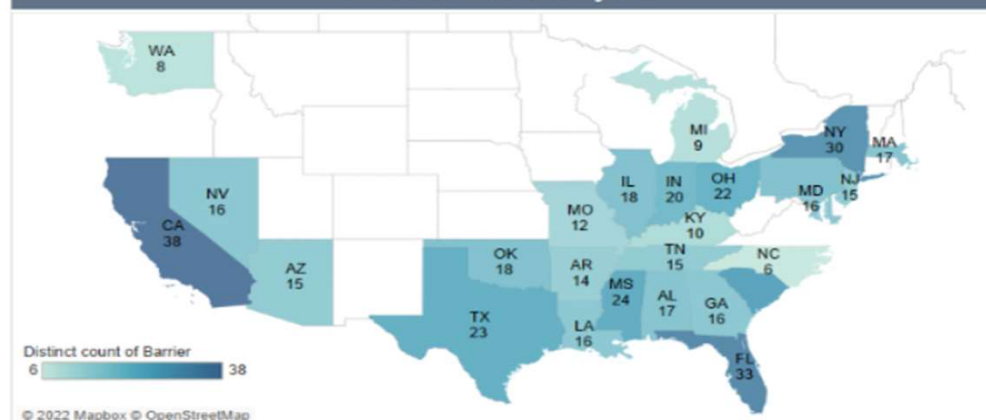 WA
8
MI
9
NY
30
MA
17
NV
16
IL
18
IN
20
OH
22
MD
16
NJ
15
CA
38
MO
12
KY
10
AZ
15
OK
18
AR
14
TN
15
NC
6
TX
23
MS
24
AL
17
GA
16
LA
16
FL
33
Distinct count of Barrier
6 38
© 2022 Mapbox © OpenStreetMap